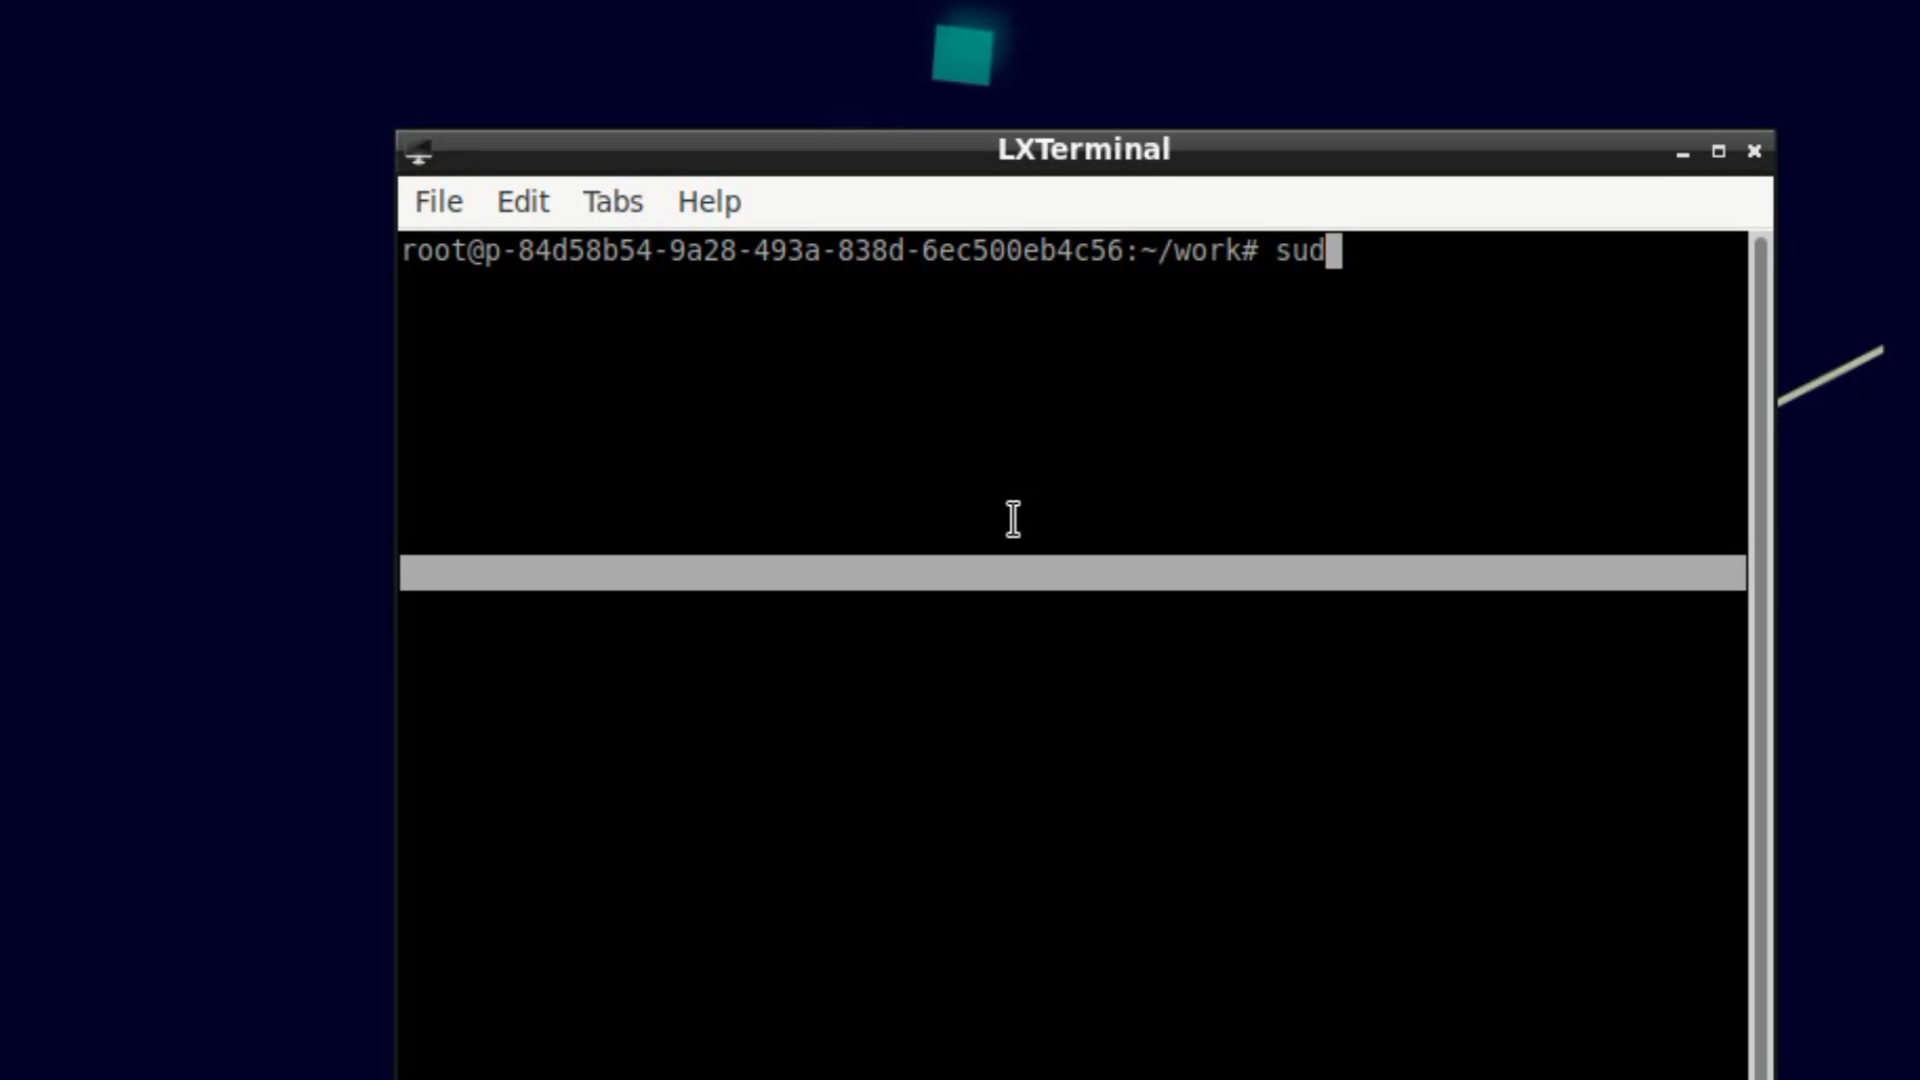 LXTerminal
File Edit Tabs Help
root@p-84d58b54-9a28-493a-838d-6ec500eb4c56:~/work# sud